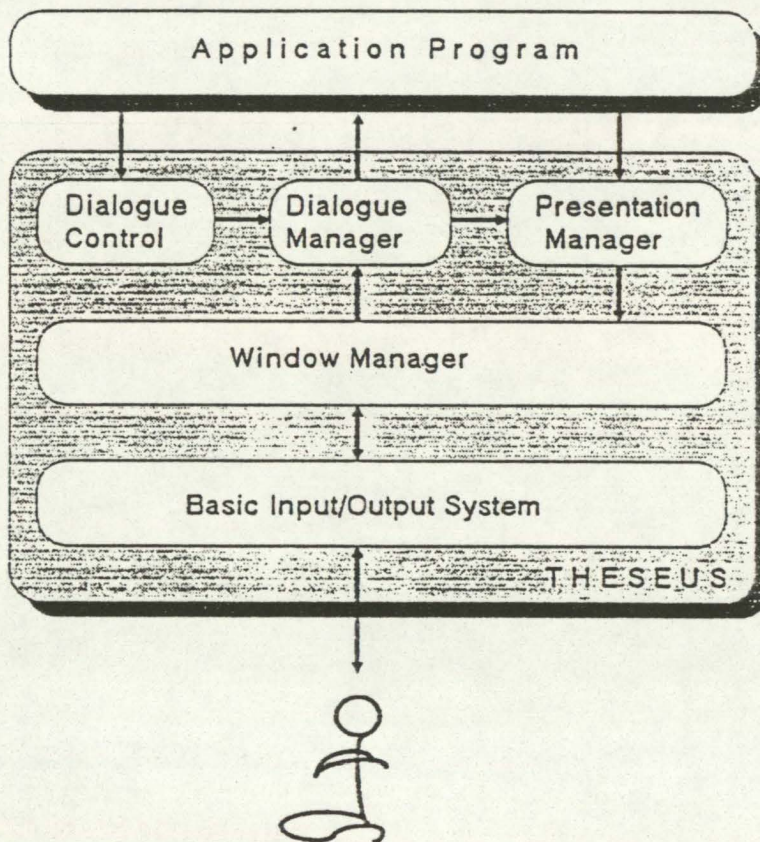 Application Program
Dialogue
Control
Dialogue
Manager
Presentation
Manager
Window Manager
Basic Input/Output System
THESEUS